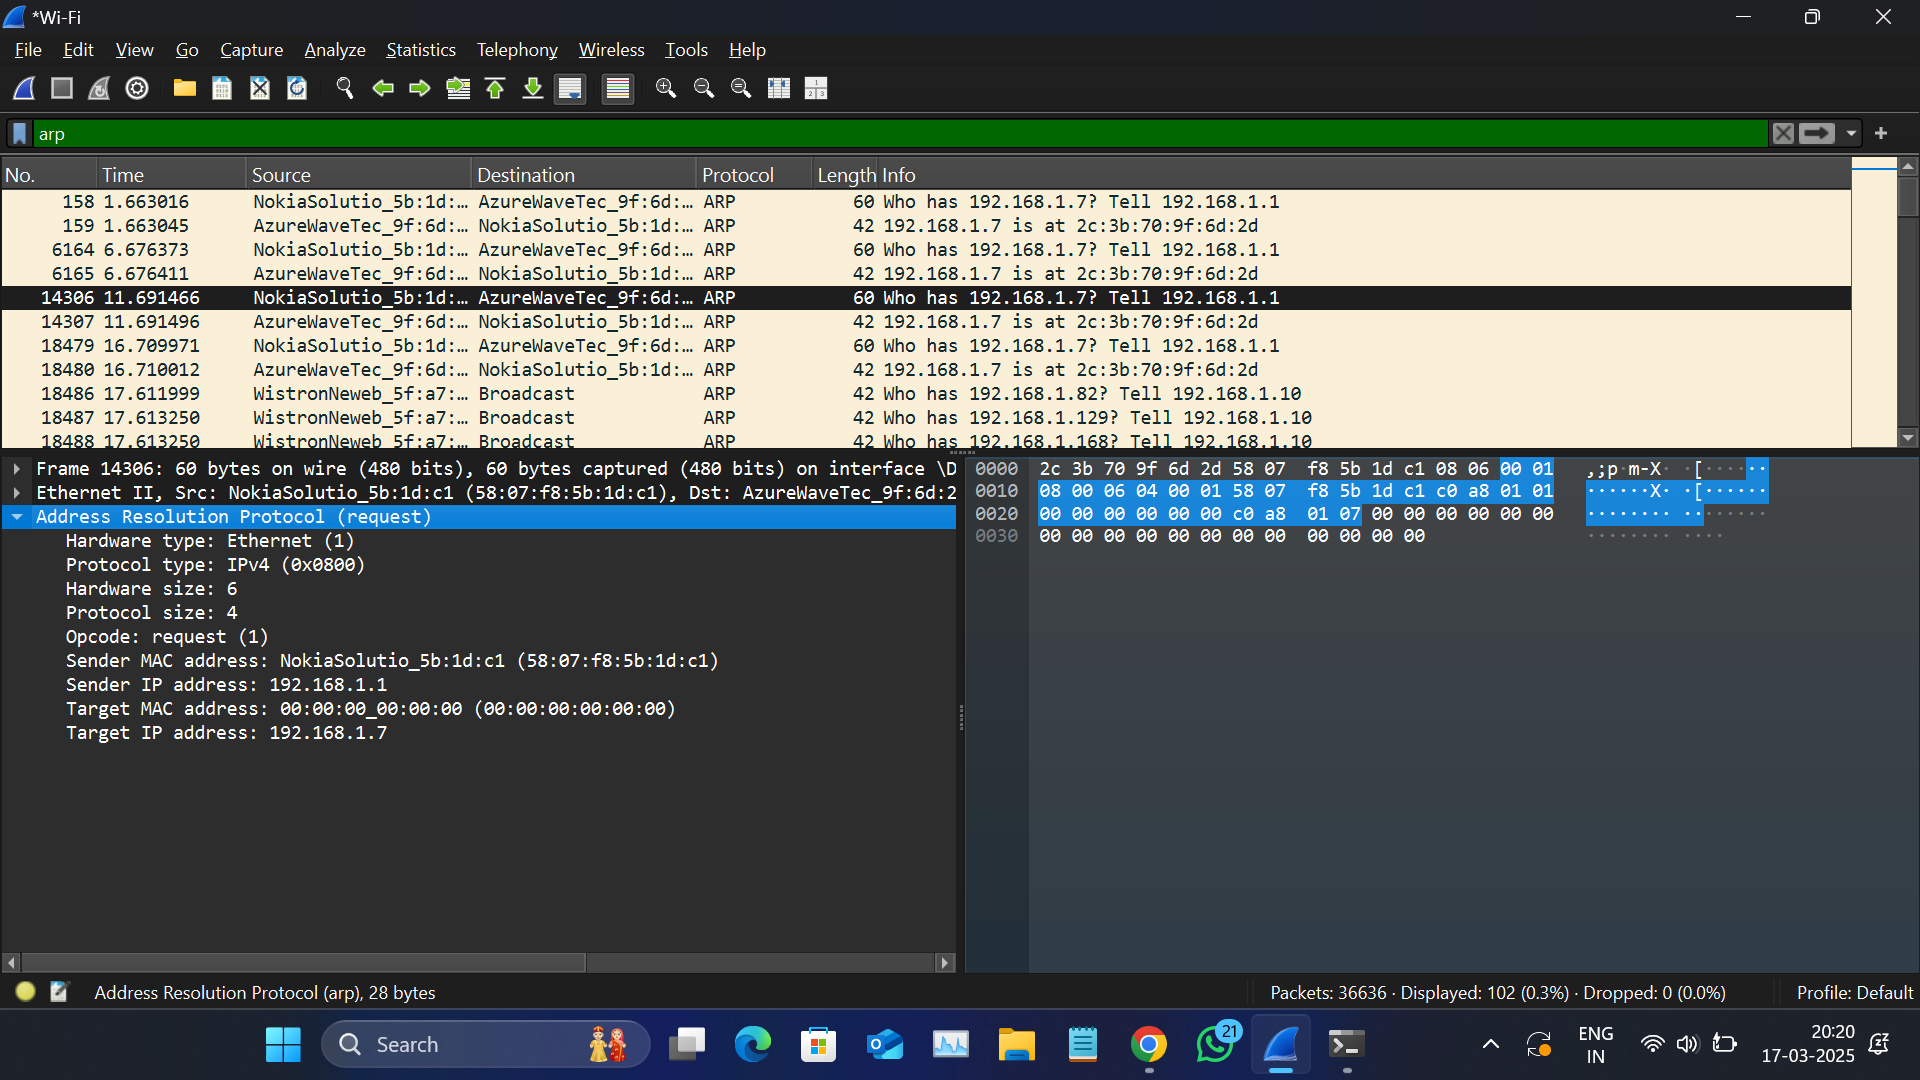 *Wi-Fi
File Edit View Go Capture Analyze Statistics Telephony Wireless Tools Help
arp
No. Time Source Destination Protocol Length Info
158 1.663016 NokiaSolutio_5b:1d:… AzureWaveTec_9f:6d:… ARP 60 Who has 192.168.1.7? Tell 192.168.1.1
159 1.663045 AzureWaveTec_9f:6d:… NokiaSolutio_5b:1d:… ARP 42 192.168.1.7 is at 2c:3b:70:9f:6d:2d
6164 6.676373 NokiaSolutio_5b:1d:… AzureWaveTec_9f:6d:… ARP 60 Who has 192.168.1.7? Tell 192.168.1.1
6165 6.676411 AzureWaveTec_9f:6d:… NokiaSolutio_5b:1d:… ARP 42 192.168.1.7 is at 2c:3b:70:9f:6d:2d
14306 11.691466 NokiaSolutio_5b:1d:… AzureWaveTec_9f:6d:… ARP 60 Who has 192.168.1.7? Tell 192.168.1.1
14307 11.691496 AzureWaveTec_9f:6d:… NokiaSolutio_5b:1d:… ARP 42 192.168.1.7 is at 2c:3b:70:9f:6d:2d
18479 16.709971 NokiaSolutio_5b:1d:… AzureWaveTec_9f:6d:… ARP 60 Who has 192.168.1.7? Tell 192.168.1.1
18480 16.710012 AzureWaveTec_9f:6d:… NokiaSolutio_5b:1d:… ARP 42 192.168.1.7 is at 2c:3b:70:9f:6d:2d
18486 17.611999 WistronNeweb_5f:a7:… Broadcast ARP 42 Who has 192.168.1.82? Tell 192.168.1.10
18487 17.613250 WistronNeweb_5f:a7:… Broadcast ARP 42 Who has 192.168.1.129? Tell 192.168.1.10
18488 17.613250 WistronNeweb_5f:a7:… Broadcast ARP 42 Who has 192.168.1.168? Tell 192.168.1.10
Frame 14306: 60 bytes on wire (480 bits), 60 bytes captured (480 bits) on interface \D
Ethernet II, Src: NokiaSolutio_5b:1d:c1 (58:07:f8:5b:1d:c1), Dst: AzureWaveTec_9f:6d:2
Address Resolution Protocol (request)
Hardware type: Ethernet (1)
Protocol type: IPv4 (0x0800)
Hardware size: 6
Protocol size: 4
Opcode: request (1)
Sender MAC address: NokiaSolutio_5b:1d:c1 (58:07:f8:5b:1d:c1)
Sender IP address: 192.168.1.1
Target MAC address: 00:00:00_00:00:00 (00:00:00:00:00:00)
Target IP address: 192.168.1.7
0000 2c 3b 70 9f 6d 2d 58 07 f8 5b 1d c1 08 06 00 01 ,;p·m-X· ·[······
0010 08 00 06 04 00 01 58 07 f8 5b 1d c1 c0 a8 01 01 ······X· ·[······
0020 00 00 00 00 00 00 c0 a8 01 07 00 00 00 00 00 00 ········ ········
0030 00 00 00 00 00 00 00 00 00 00 00 00 ········ ····
Address Resolution Protocol (arp), 28 bytes
Packets: 36636 · Displayed: 102 (0.3%) · Dropped: 0 (0.0%)
Profile: Default
Search
21
ENG
IN
20:20
17-03-2025